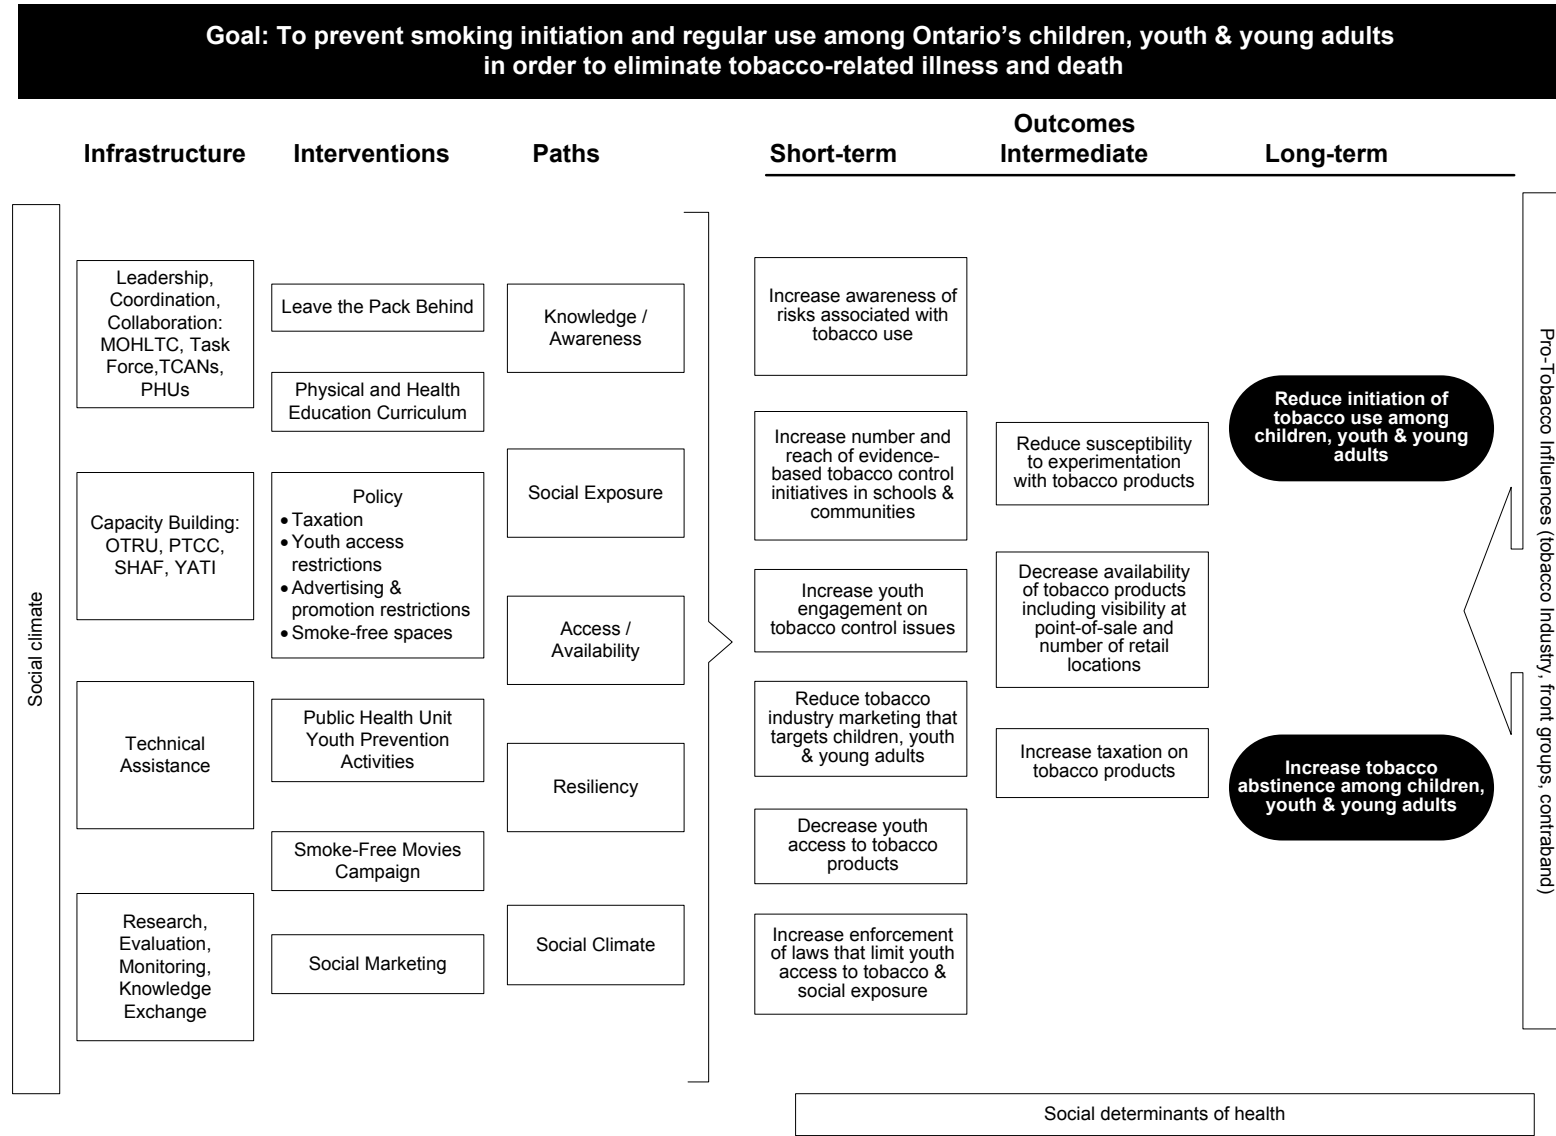 Goal: To prevent smoking initiation and regular use among Ontario's children, youth & young adults
in order to eliminate tobacco-related illness and death
Infrastructure
Interventions
Paths
Outcomes
Short-term
Intermediate
Long-term
Social climate
Leadership,
Coordination,
Collaboration:
MOHLTC, Task
Force,TCANs,
PHUs
Capacity Building:
OTRU, PTCC,
SHAF, YATI
Technical
Assistance
Research,
Evaluation,
Monitoring,
Knowledge
Exchange
Leave the Pack Behind
Physical and Health
Education Curriculum
Policy
• Taxation
• Youth access
restrictions
• Advertising &
promotion restrictions
• Smoke-free spaces
Public Health Unit
Youth Prevention
Activities
Smoke-Free Movies
Campaign
Social Marketing
Knowledge /
Awareness
Social Exposure
Access /
Availability
Resiliency
Social Climate
Increase awareness of
risks associated with
tobacco use
Increase number and
reach of evidence-
based tobacco control
initiatives in schools &
communities
Increase youth
engagement on
tobacco control issues
Reduce tobacco
industry marketing that
targets children, youth
& young adults
Decrease youth
access to tobacco
products
Increase enforcement
of laws that limit youth
access to tobacco &
social exposure
Reduce susceptibility
to experimentation
with tobacco products
Decrease availability
of tobacco products
including visibility at
point-of-sale and
number of retail
locations
Increase taxation on
tobacco products
Reduce initiation of
tobacco use among
children, youth & young
adults
Increase tobacco
abstinence among children,
youth & young adults
Pro-Tobacco Influences (tobacco Industry, front groups, contraband)
Social determinants of health